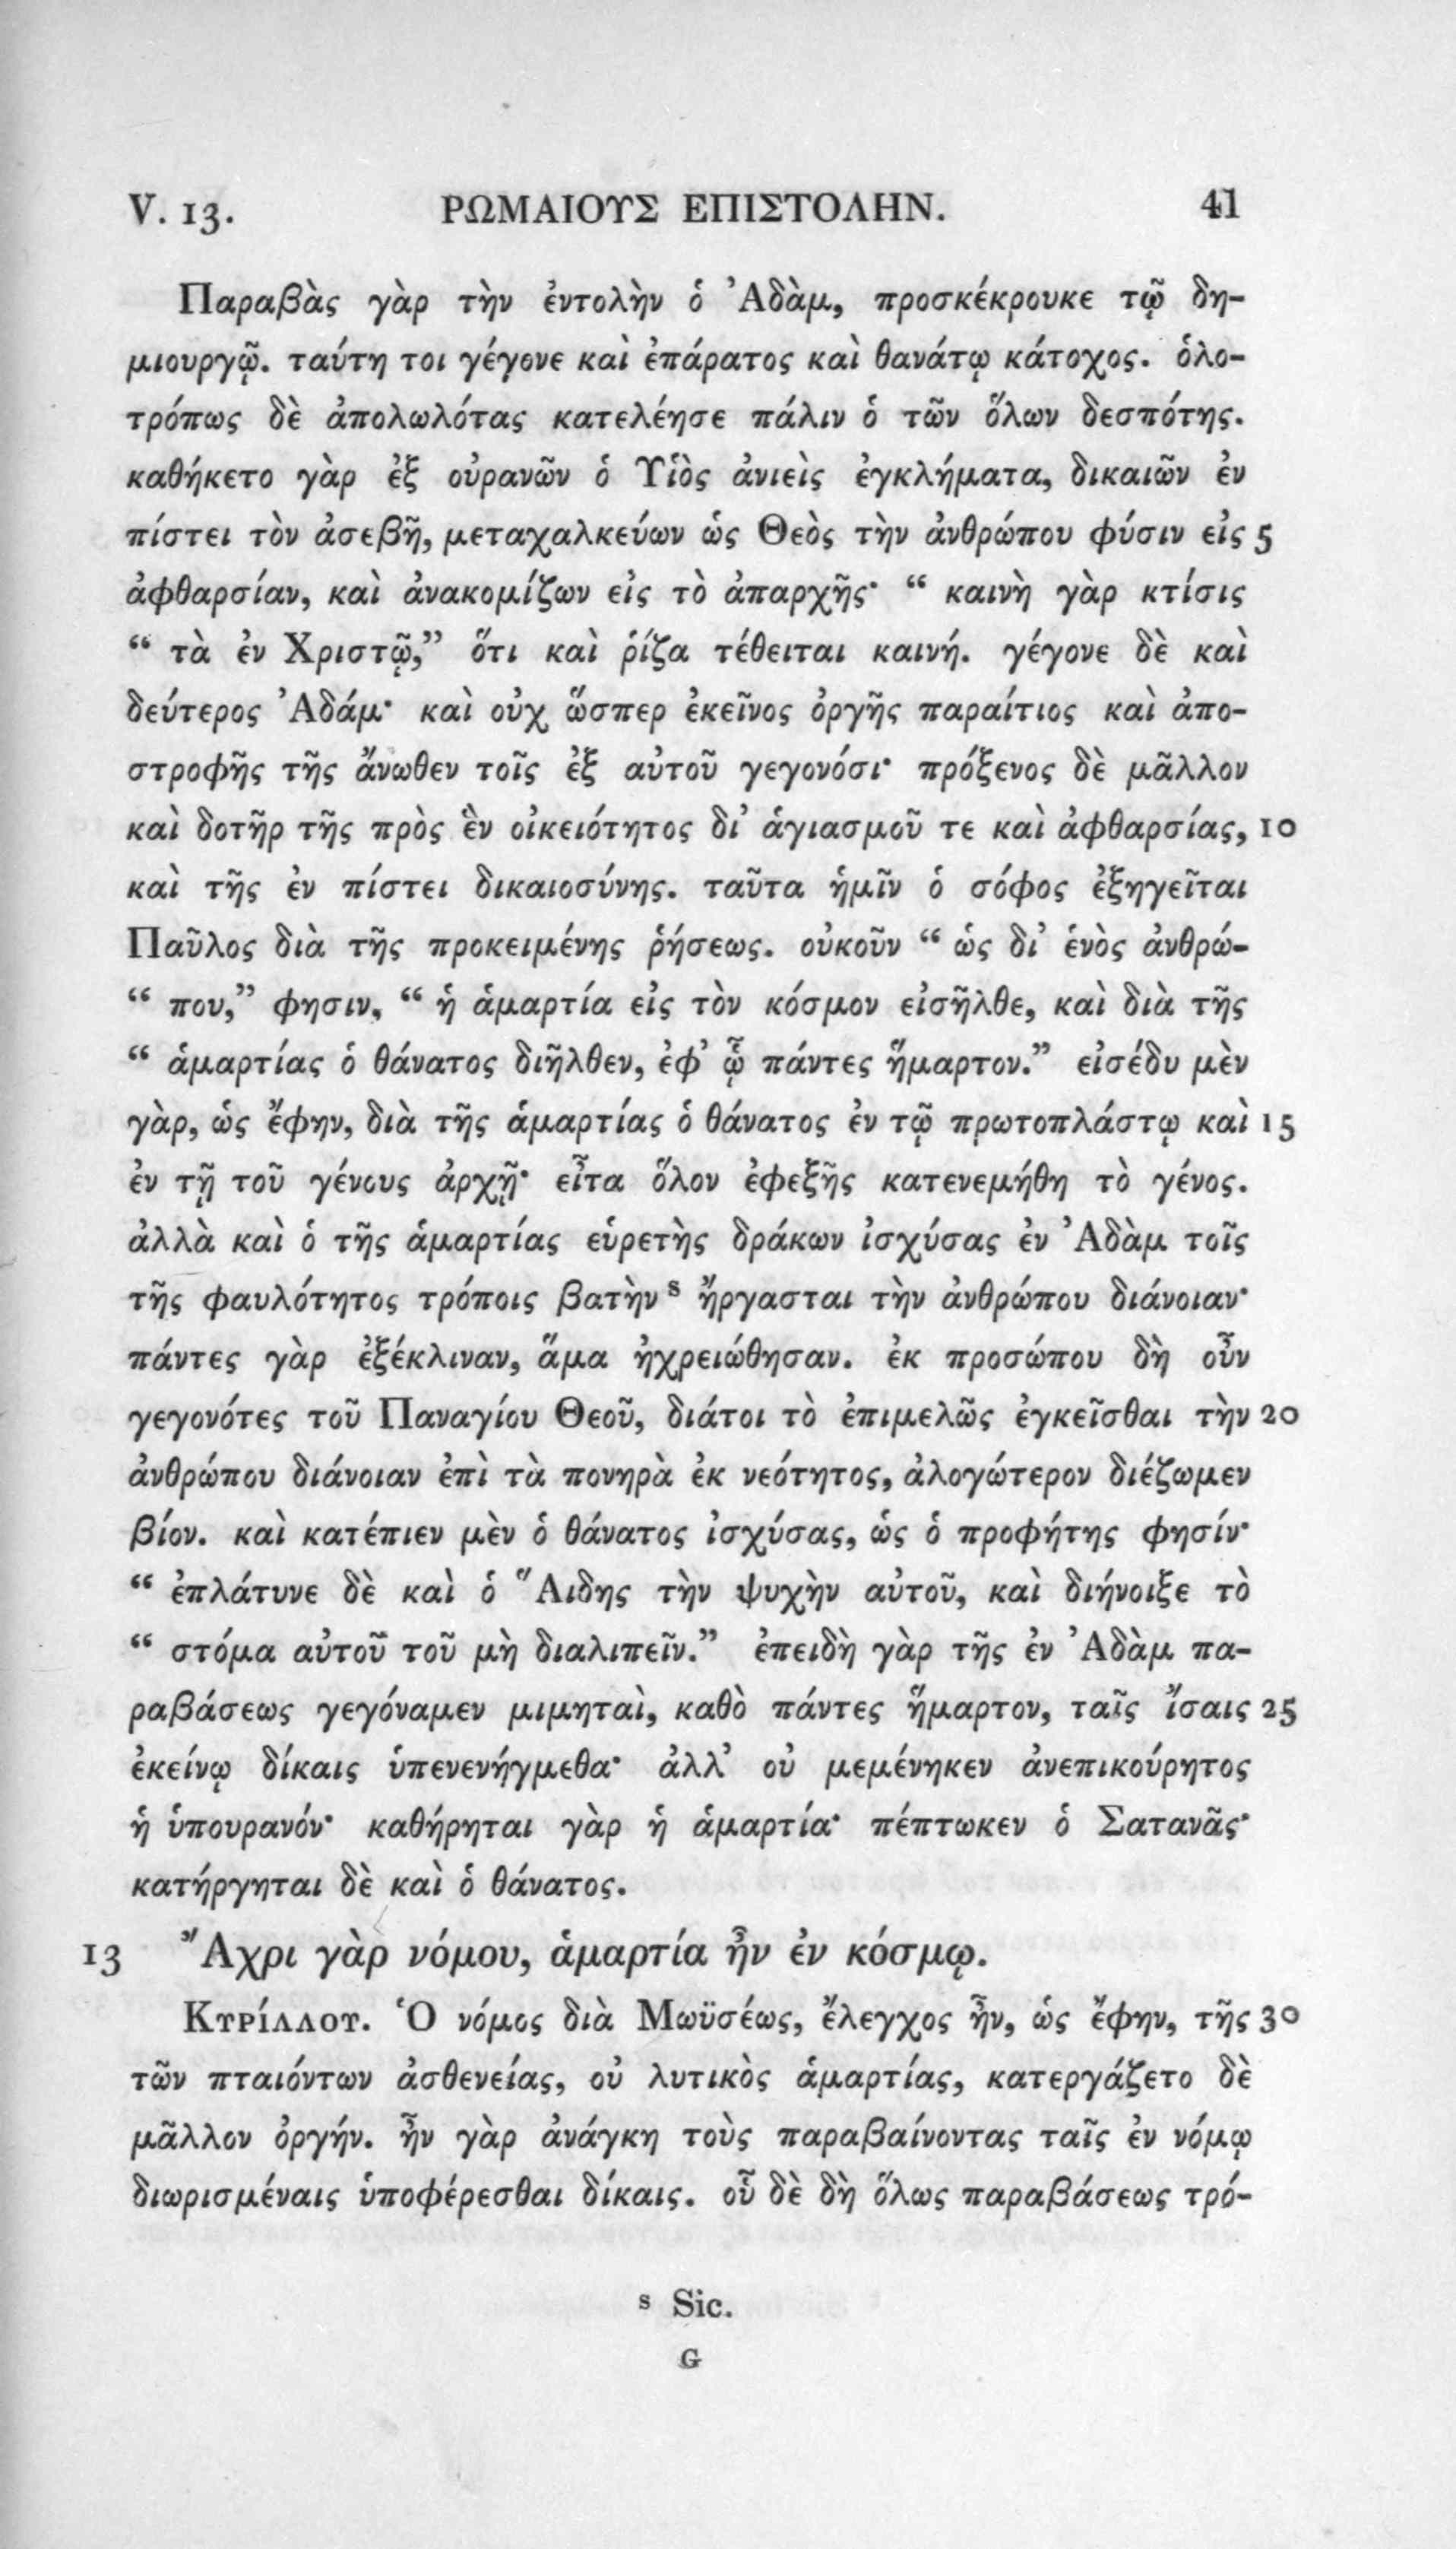 V. 13. ΡΩΜΑΙΟΥΣ ΕΠΙΣΤΟΛΗΝ. 41
Παραβὰς γὰρ τὴν ἐντολὴν ὁ Ἀδὰμ, προσκέκρουκε τῷ δη-
μιουργῷ. ταύτη τοι γέγονε καὶ ἐπάρατος καὶ θανάτῳ κάτοχος. ὁλο-
τρόπως δὲ ἀπολωλότας κατελέησε πάλιν ὁ τῶν ὅλων δεσπότης.
καθήκετο γὰρ ἐξ οὐρανῶν ὁ Υἱὸς ἀνιεὶς ἐγκλήματα, δικαιῶν ἐν
πίστει τὸν ἀσεβῆ, μεταχαλκεύων ὡς Θεὸς τὴν ἀνθρώπου φύσιν εἰς 5
ἀφθαρσίαν, καὶ ἀνακομίζων εἰς τὸ ἀπαρχῆς· “ καινὴ γὰρ κτίσις
“ τὰ ἐν Χριστῷ,” ὅτι καὶ ῥίζα τέθειται καινή. γέγονε δὲ καὶ
δεύτερος Ἀδάμ· καὶ οὐχ ὥσπερ ἐκεῖνος ὀργῆς παραίτιος καὶ ἀπο-
στροφῆς τῆς ἄνωθεν τοῖς ἐξ αὐτοῦ γεγονόσι· πρόξενος δὲ μᾶλλον
καὶ δοτὴρ τῆς πρὸς ἓν οἰκειότητος δι’ ἁγιασμοῦ τε καὶ ἀφθαρσίας, 10
καὶ τῆς ἐν πίστει δικαιοσύνης. ταῦτα ἡμῖν ὁ σόφος ἐξηγεῖται
Παῦλος διὰ τῆς προκειμένης ῥήσεως. οὐκοῦν “ ὡς δι’ ἑνὸς ἀνθρώ-
“ που,” φησιν, “ ἡ ἁμαρτία εἰς τὸν κόσμον εἰσῆλθε, καὶ διὰ τῆς
“ ἁμαρτίας ὁ θάνατος διῆλθεν, ἐφ’ ᾧ πάντες ἥμαρτον.” εἰσέδυ μὲν
γὰρ, ὡς ἔφην, διὰ τῆς ἁμαρτίας ὁ θάνατος ἐν τῷ πρωτοπλάστῳ καὶ 15
ἐν τῇ τοῦ γένους ἀρχῇ· εἶτα ὅλον ἐφεξῆς κατενεμήθη τὸ γένος.
ἀλλὰ καὶ ὁ τῆς ἁμαρτίας εὑρετὴς δράκων ἰσχύσας ἐν Ἀδὰμ τοῖς
τῆς φαυλότητος τρόποις βατὴν s ἤργασται τὴν ἀνθρώπου διάνοιαν·
πάντες γὰρ ἐξέκλιναν, ἅμα ἠχρειώθησαν. ἐκ προσώπου δὴ οὖν
γεγονότες τοῦ Παναγίου Θεοῦ, διάτοι τὸ ἐπιμελῶς ἐγκεῖσθαι τὴν 20
ἀνθρώπου διάνοιαν ἐπὶ τὰ πονηρὰ ἐκ νεότητος, ἀλογώτερον διέζωμεν
βίον. καὶ κατέπιεν μὲν ὁ θάνατος ἰσχύσας, ὡς ὁ προφήτης φησίν·
“ ἐπλάτυνε δὲ καὶ ὁ Ἅιδης τὴν ψυχὴν αὐτοῦ, καὶ διήνοιξε τὸ
“ στόμα αὐτοῦ τοῦ μὴ διαλιπεῖν.” ἐπειδὴ γὰρ τῆς ἐν Ἀδὰμ πα-
ραβάσεως γεγόναμεν μιμηταὶ, καθὸ πάντες ἥμαρτον, ταῖς ἴσαις 25
ἐκείνῳ δίκαις ὑπενενήγμεθα· ἀλλ’ οὐ μεμένηκεν ἀνεπικούρητος
ἡ ὑπουρανόν· καθήρηται γὰρ ἡ ἁμαρτία· πέπτωκεν ὁ Σατανᾶς·
κατήργηται δὲ καὶ ὁ θάνατος.
13 Ἄχρι γὰρ νόμου, ἁμαρτία ἦν ἐν κόσμῳ.
Κυρίλλου. Ὁ νόμος διὰ Μωϋσέως, ἔλεγχος ἦν, ὡς ἔφην, τῆς 30
τῶν πταιόντων ἀσθενείας, οὐ λυτικὸς ἁμαρτίας, κατεργάζετο δὲ
μᾶλλον ὀργήν. ἦν γὰρ ἀνάγκη τοὺς παραβαίνοντας ταῖς ἐν νόμῳ
διωρισμέναις ὑποφέρεσθαι δίκαις. οὗ δὲ δὴ ὅλως παραβάσεως τρό-
s Sic.
G